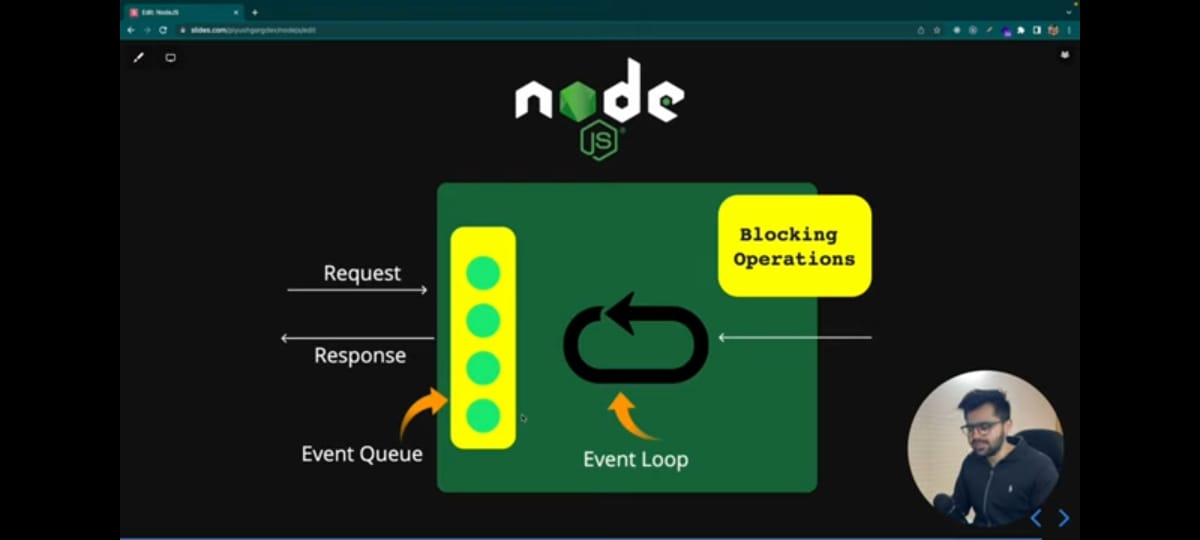 Edit: NodeJS
slides.com/piyushgargdev/nodejs/edit
node
JS
Blocking
Operations
Request
Response
Event Queue
Event Loop